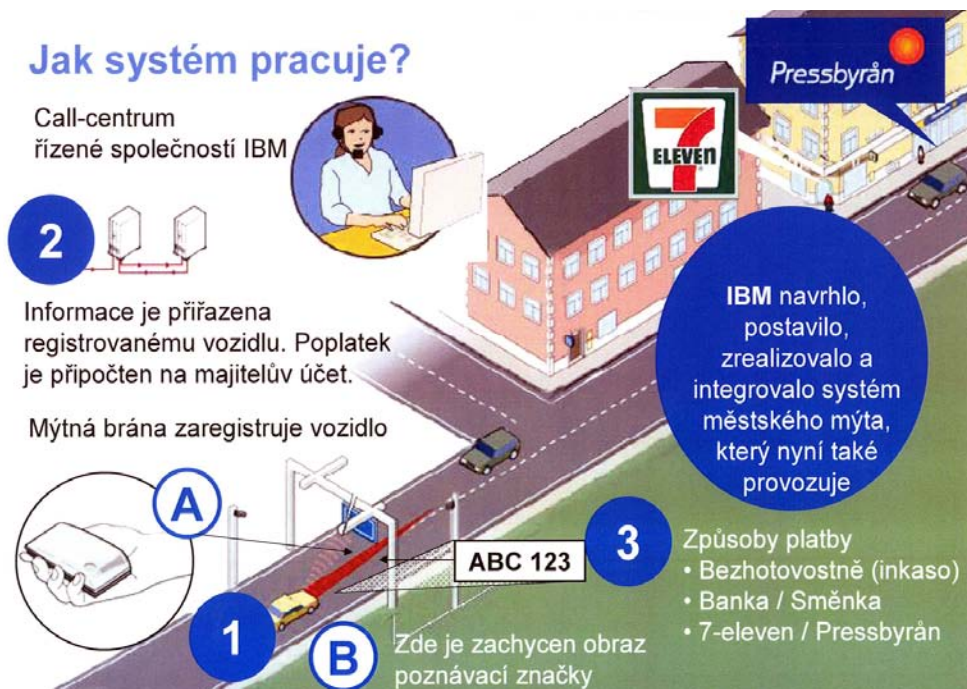 Jak systém pracuje?
Pressbyrån
Call-centrum
řízené společností IBM
7
ELEVEN
2
Informace je přiřazena
registrovanému vozidlu. Poplatek
je připočten na majitelův účet.
IBM navrhlo,
postavilo,
zrealizovalo a
integrovalo systém
městského mýta,
který nyní také
provozuje
Mýtná brána zaregistruje vozidlo
A
ABC 123
1
B
Zde je zachycen obraz
poznávací značky
3
Způsoby platby
• Bezhotovostně (inkaso)
• Banka / Směnka
• 7-eleven / Pressbyrån